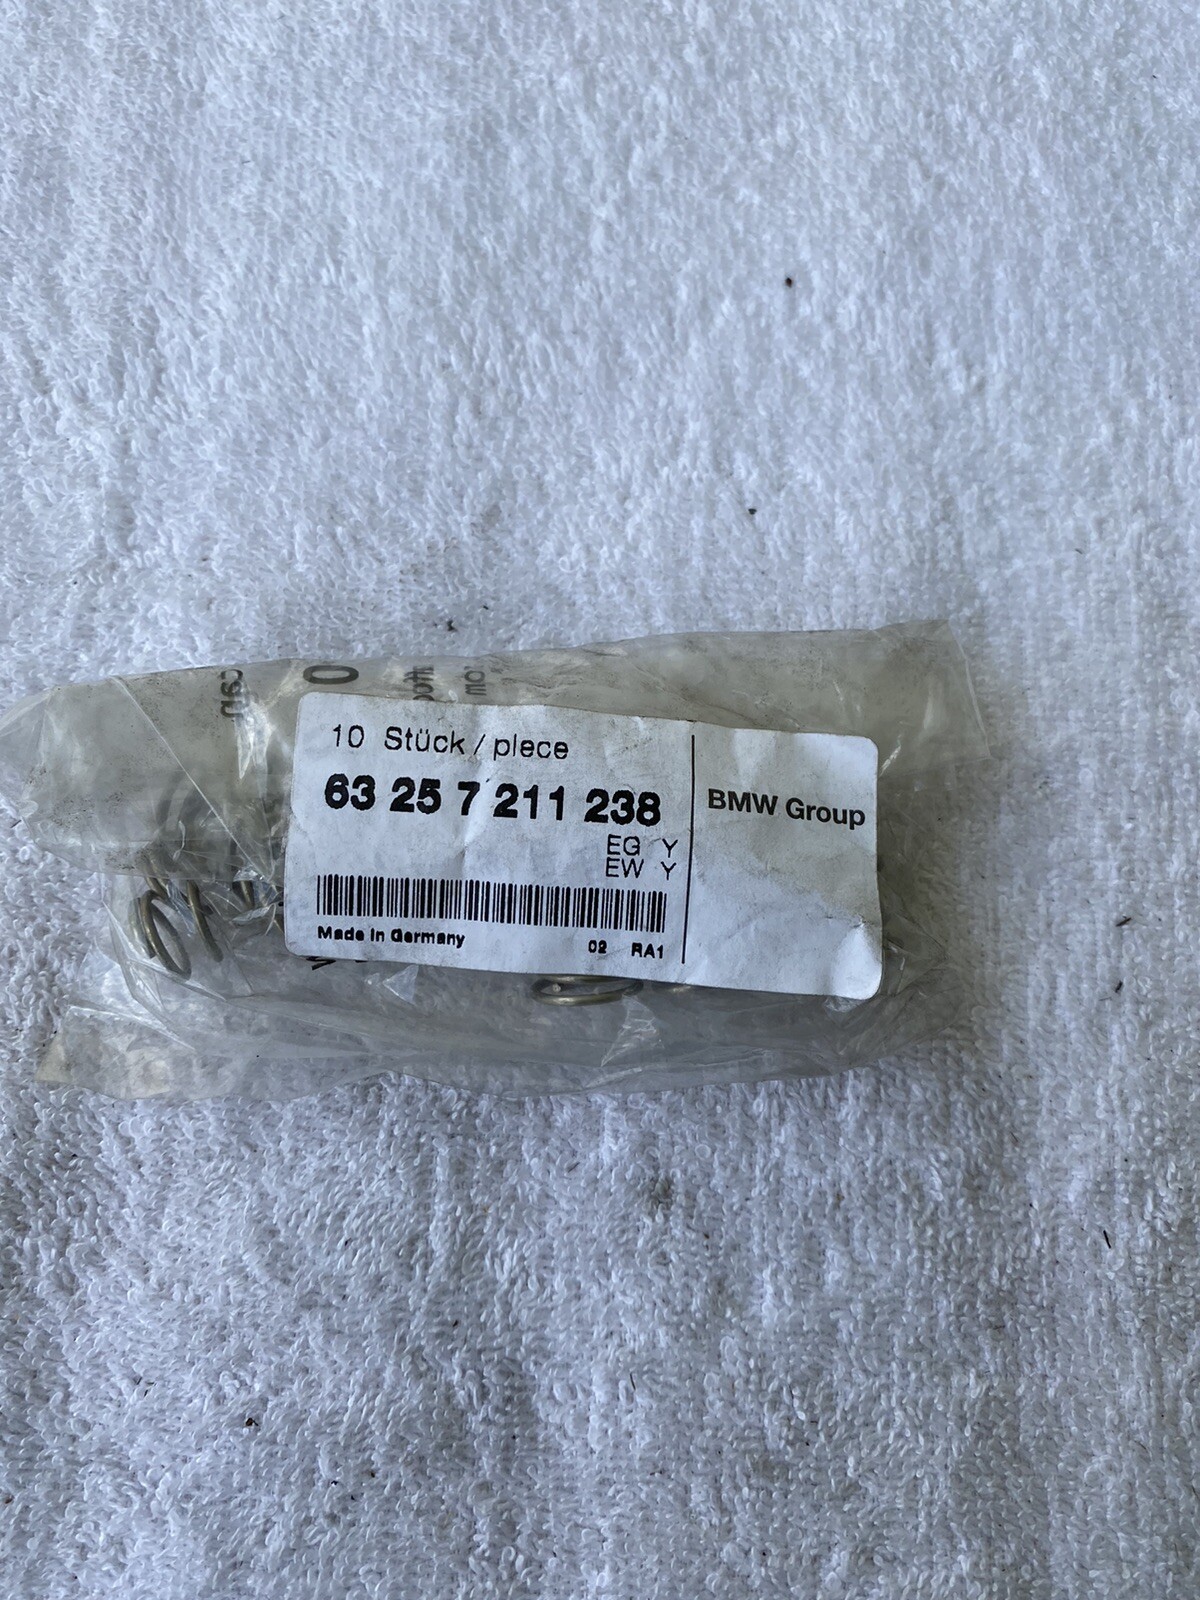 10 Stück / piece
63 25 7 211 238
EG Y
EW Y
Made in Germany
02 RA1
BMW Group